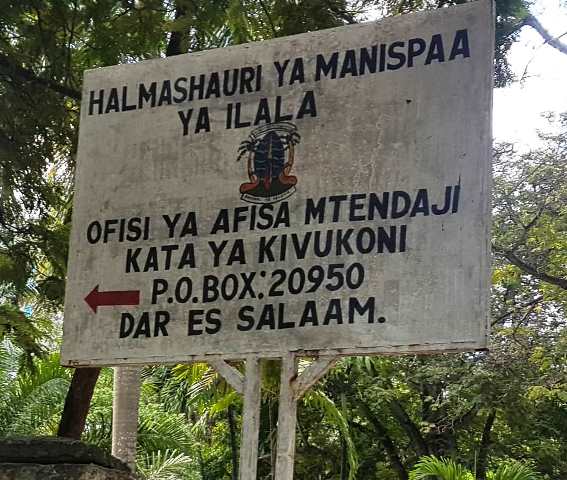 HALMASHAURI YA MANISPAA
YA ILALA
OFISI YA AFISA MTENDAJI
KATA YA KIVUKONI
P.O.BOX:20950
DAR ES SALAAM.